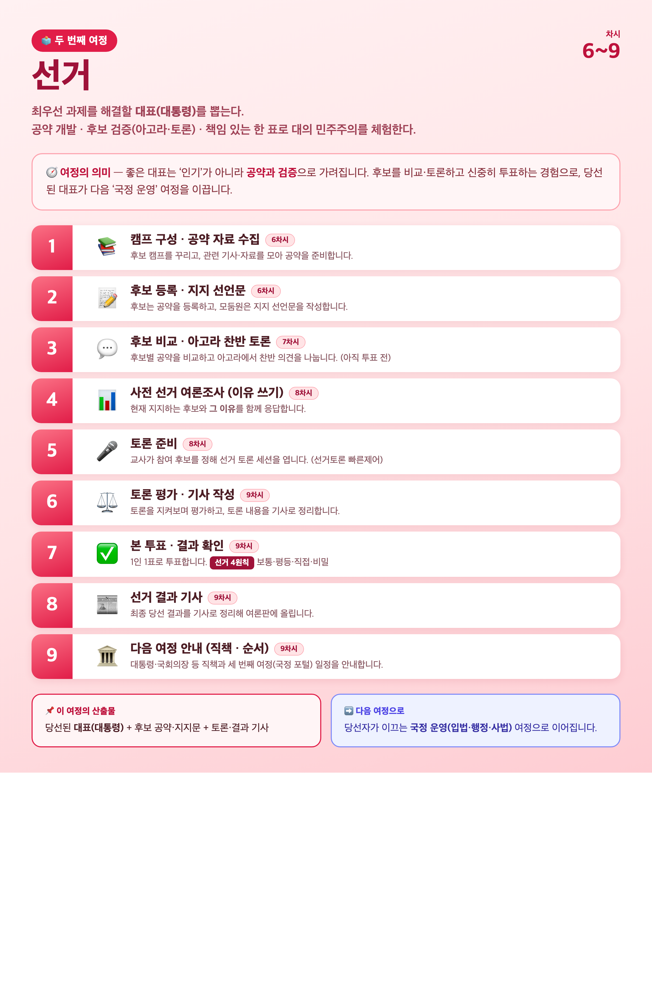 🗳️ 두 번째 여정
차시
6~9
선거
최우선 과제를 해결할 대표(대통령)를 뽑는다.
공약 개발 · 후보 검증(아고라·토론) · 책임 있는 한 표로 대의 민주주의를 체험한다.
🧭 여정의 의미 — 좋은 대표는 ‘인기’가 아니라 공약과 검증으로 가려집니다. 후보를 비교·토론하고 신중히 투표하는 경험으로, 당선
된 대표가 다음 ‘국정 운영’ 여정을 이끕니다.
1
캠프 구성 · 공약 자료 수집 6차시
후보 캠프를 꾸리고, 관련 기사·자료를 모아 공약을 준비합니다.
2
후보 등록 · 지지 선언문 6차시
후보는 공약을 등록하고, 모둠원은 지지 선언문을 작성합니다.
3
후보 비교 · 아고라 찬반 토론 7차시
후보별 공약을 비교하고 아고라에서 찬반 의견을 나눕니다. (아직 투표 전)
4
사전 선거 여론조사 (이유 쓰기) 8차시
현재 지지하는 후보와 그 이유를 함께 응답합니다.
5
토론 준비 8차시
교사가 참여 후보를 정해 선거 토론 세션을 엽니다. (선거토론 빠른제어)
6
토론 평가 · 기사 작성 9차시
토론을 지켜보며 평가하고, 토론 내용을 기사로 정리합니다.
7
본 투표 · 결과 확인 9차시
1인 1표로 투표합니다. 선거 4원칙 보통·평등·직접·비밀
8
선거 결과 기사 9차시
최종 당선 결과를 기사로 정리해 여론판에 올립니다.
9
다음 여정 안내 (직책 · 순서) 9차시
대통령·국회의장 등 직책과 세 번째 여정(국정 포털) 일정을 안내합니다.
📌 이 여정의 산출물
당선된 대표(대통령) + 후보 공약·지지문 + 토론·결과 기사
➡️ 다음 여정으로
당선자가 이끄는 국정 운영(입법·행정·사법) 여정으로 이어집니다.